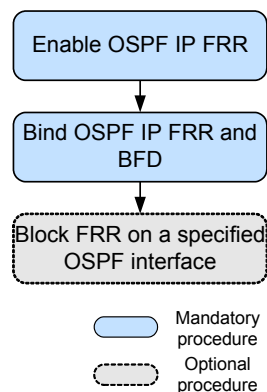 Enable OSPF IP FRR
Bind OSPF IP FRR and
BFD
Block FRR on a specified
OSPF interface
Mandatory
procedure
Optional
procedure